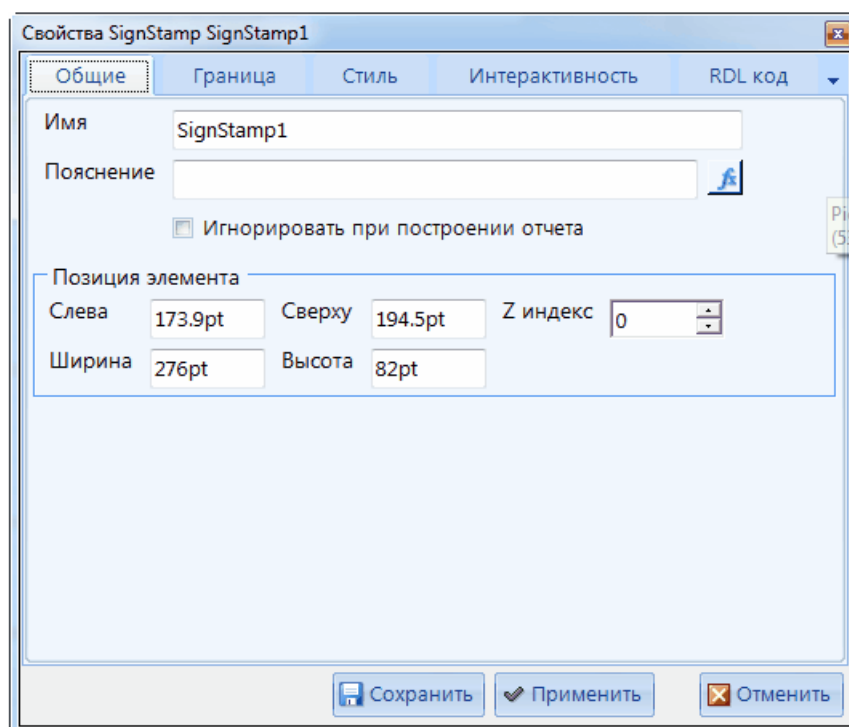 Свойства SignStamp SignStamp1
Общие Граница Стиль Интерактивность RDL код
Имя SignStamp1
Пояснение fx
Игнорировать при построении отчета
Позиция элемента
Слева 173.9pt Сверху 194.5pt Z индекс 0
Ширина 276pt Высота 82pt
Сохранить Применить Отменить